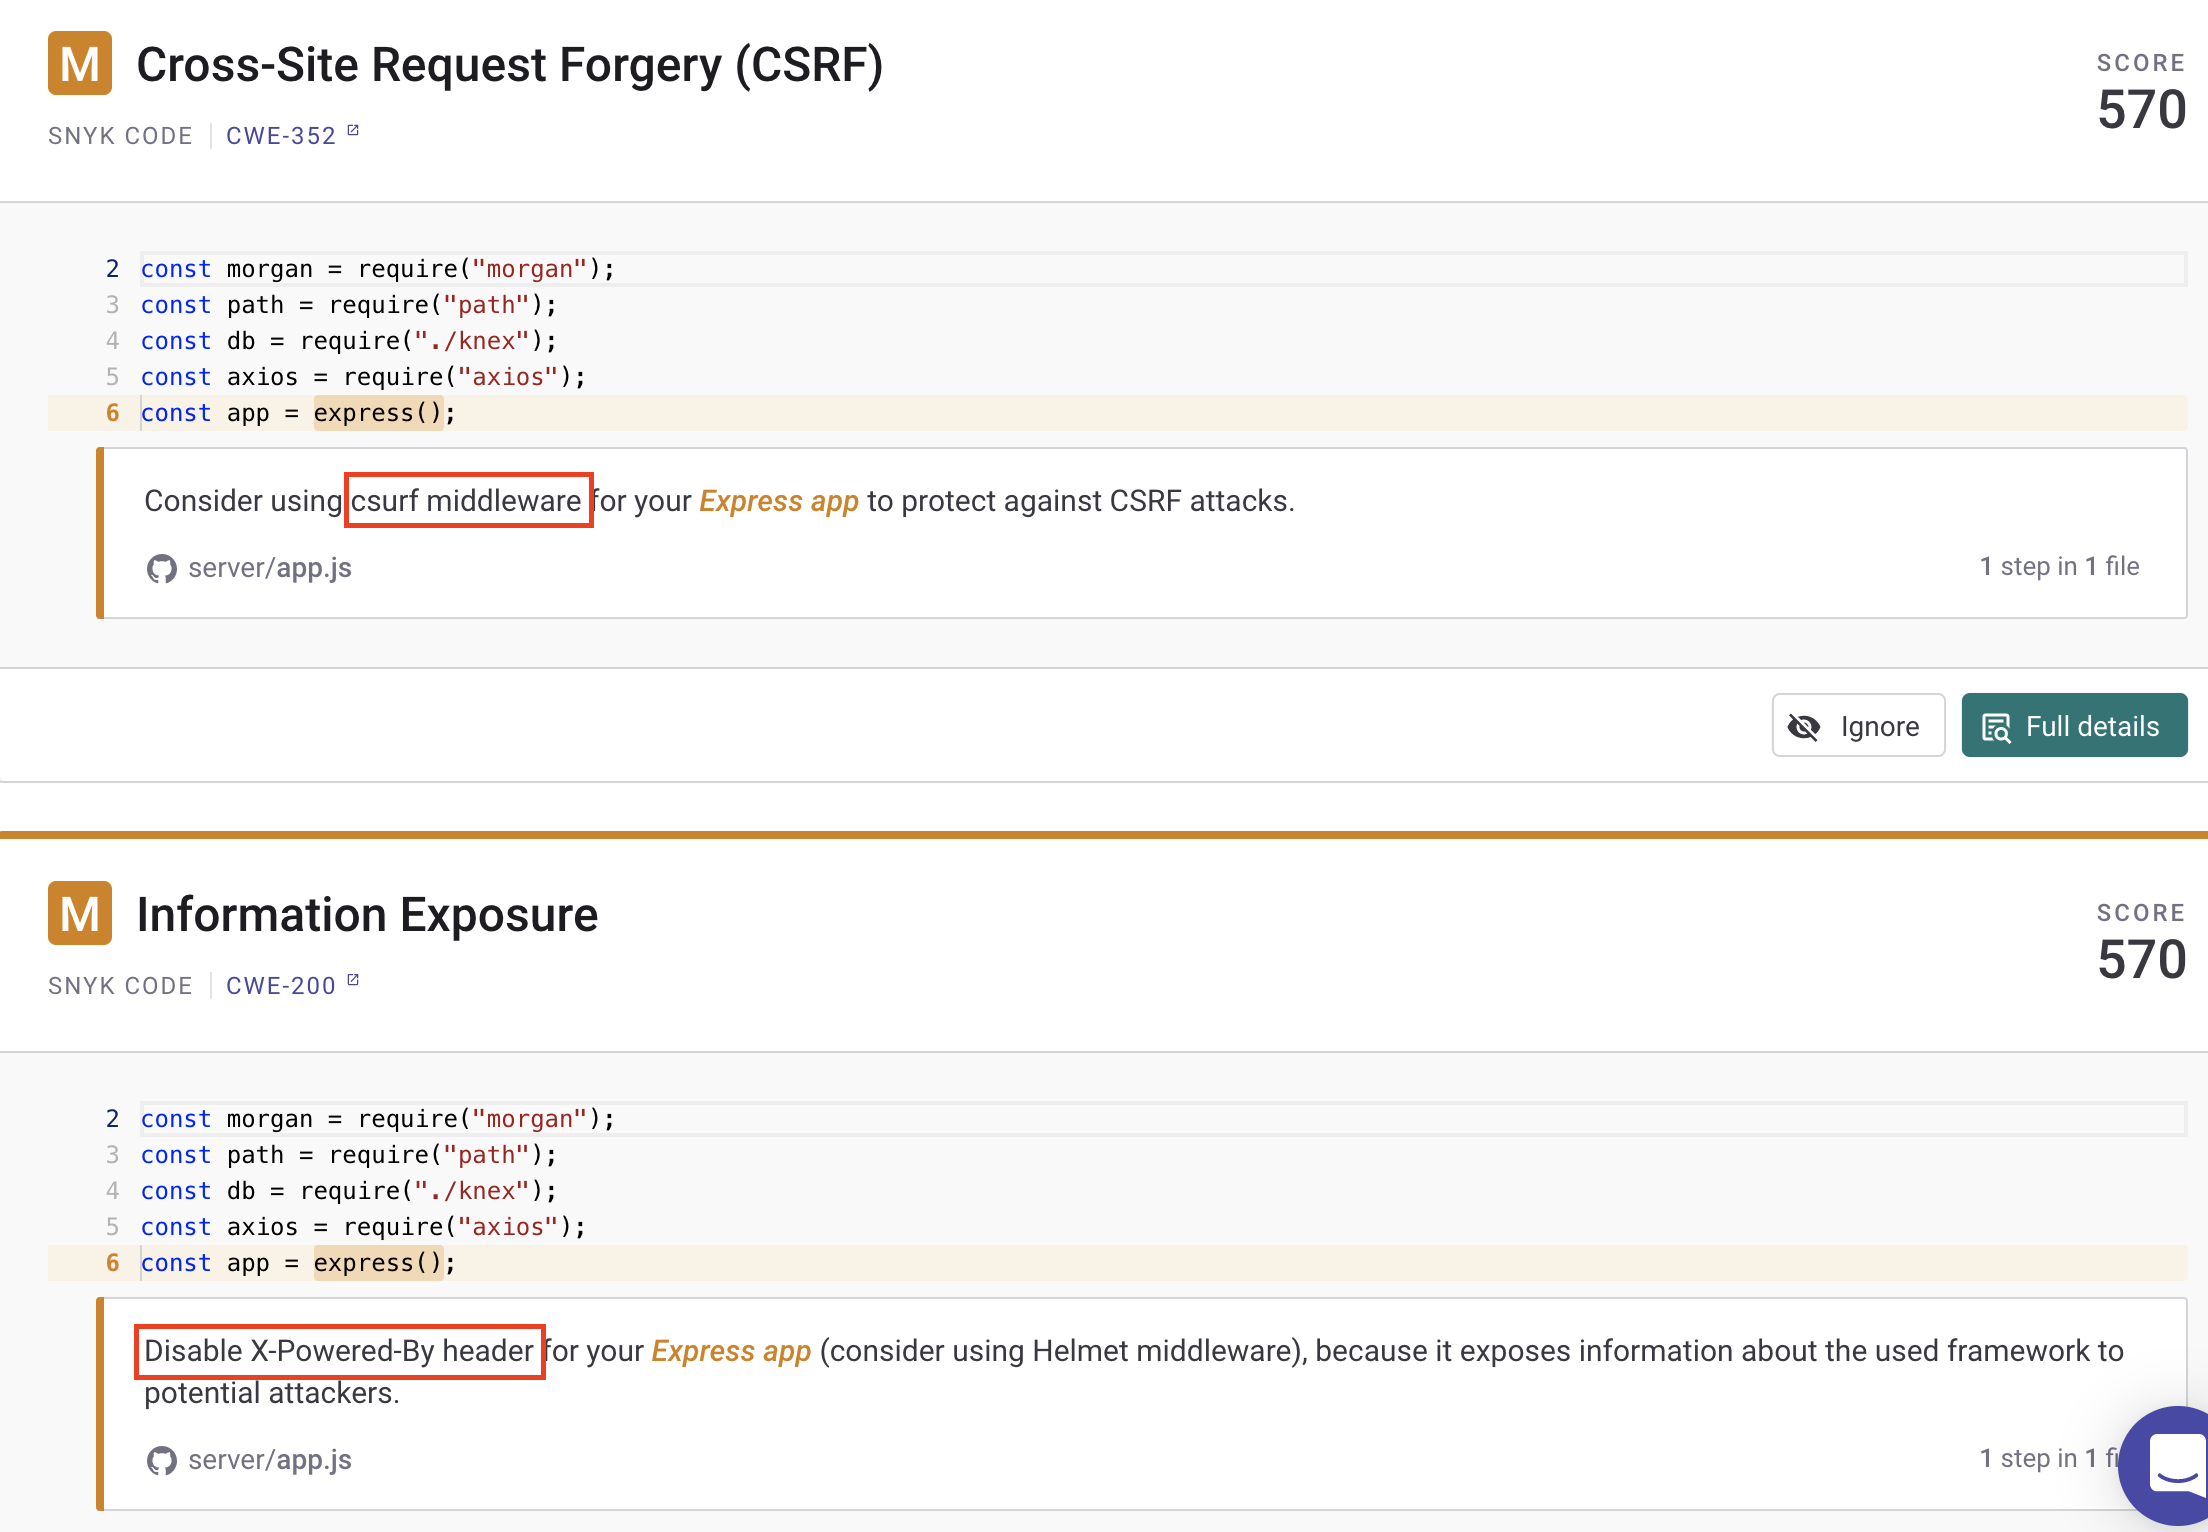 M Cross-Site Request Forgery (CSRF)
SCORE
570
SNYK CODE CWE-352
2 const morgan = require("morgan");
3 const path = require("path");
4 const db = require("./knex");
5 const axios = require("axios");
6 const app = express();
Consider using csurf middleware for your Express app to protect against CSRF attacks.
server/app.js 1 step in 1 file
Ignore Full details
M Information Exposure
SCORE
570
SNYK CODE CWE-200
2 const morgan = require("morgan");
3 const path = require("path");
4 const db = require("./knex");
5 const axios = require("axios");
6 const app = express();
Disable X-Powered-By header for your Express app (consider using Helmet middleware), because it exposes information about the used framework to
potential attackers.
server/app.js 1 step in 1